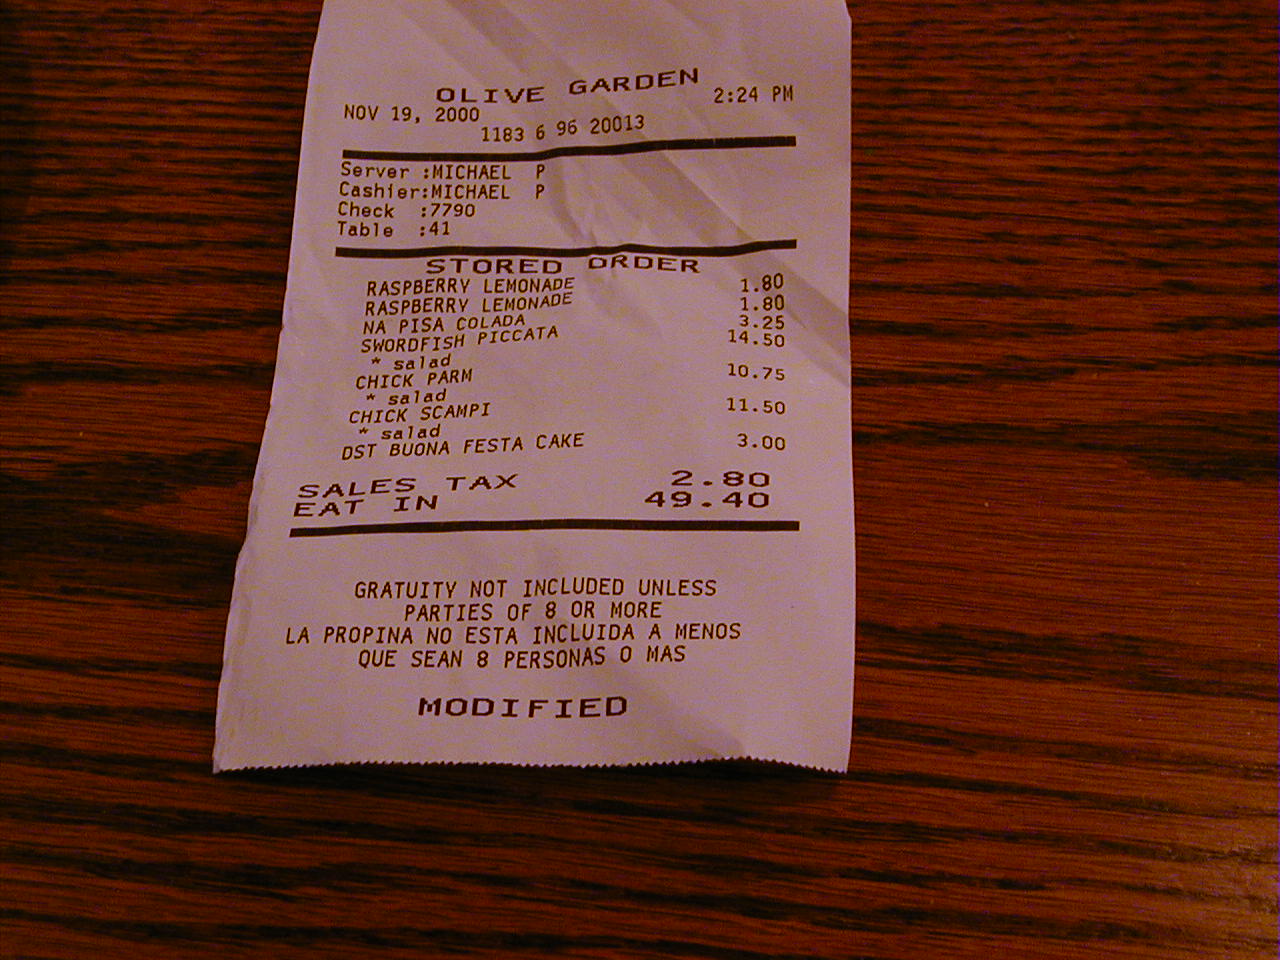 OLIVE GARDEN
NOV 19, 2000 2:24 PM
1183 6 96 20013
Server :MICHAEL P
Cashier:MICHAEL P
Check :7790
Table :41
STORED ORDER
RASPBERRY LEMONADE 1.80
RASPBERRY LEMONADE 1.80
NA PISA COLADA 3.25
SWORDFISH PICCATA 14.50
* salad
CHICK PARM 10.75
* salad
CHICK SCAMPI 11.50
* salad
DST BUONA FESTA CAKE 3.00
SALES TAX 2.80
EAT IN 49.40
GRATUITY NOT INCLUDED UNLESS
PARTIES OF 8 OR MORE
LA PROPINA NO ESTA INCLUIDA A MENOS
QUE SEAN 8 PERSONAS O MAS
MODIFIED